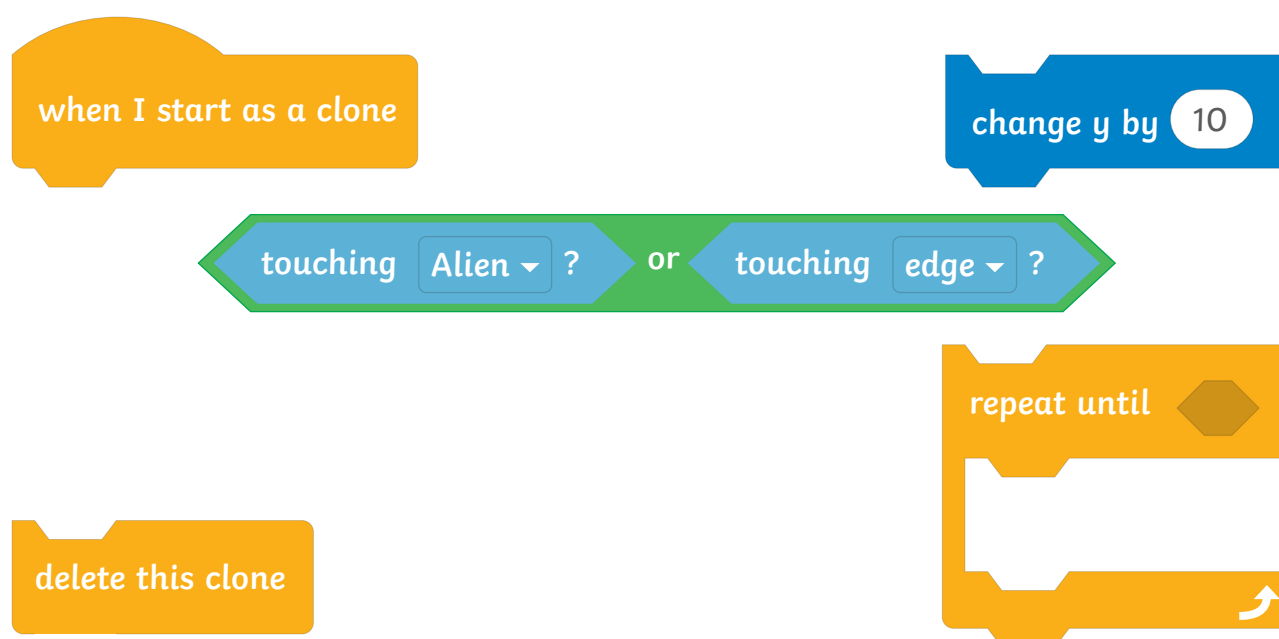 when I start as a clone
change y by 10
touching Alien ? or touching edge ?
repeat until
delete this clone